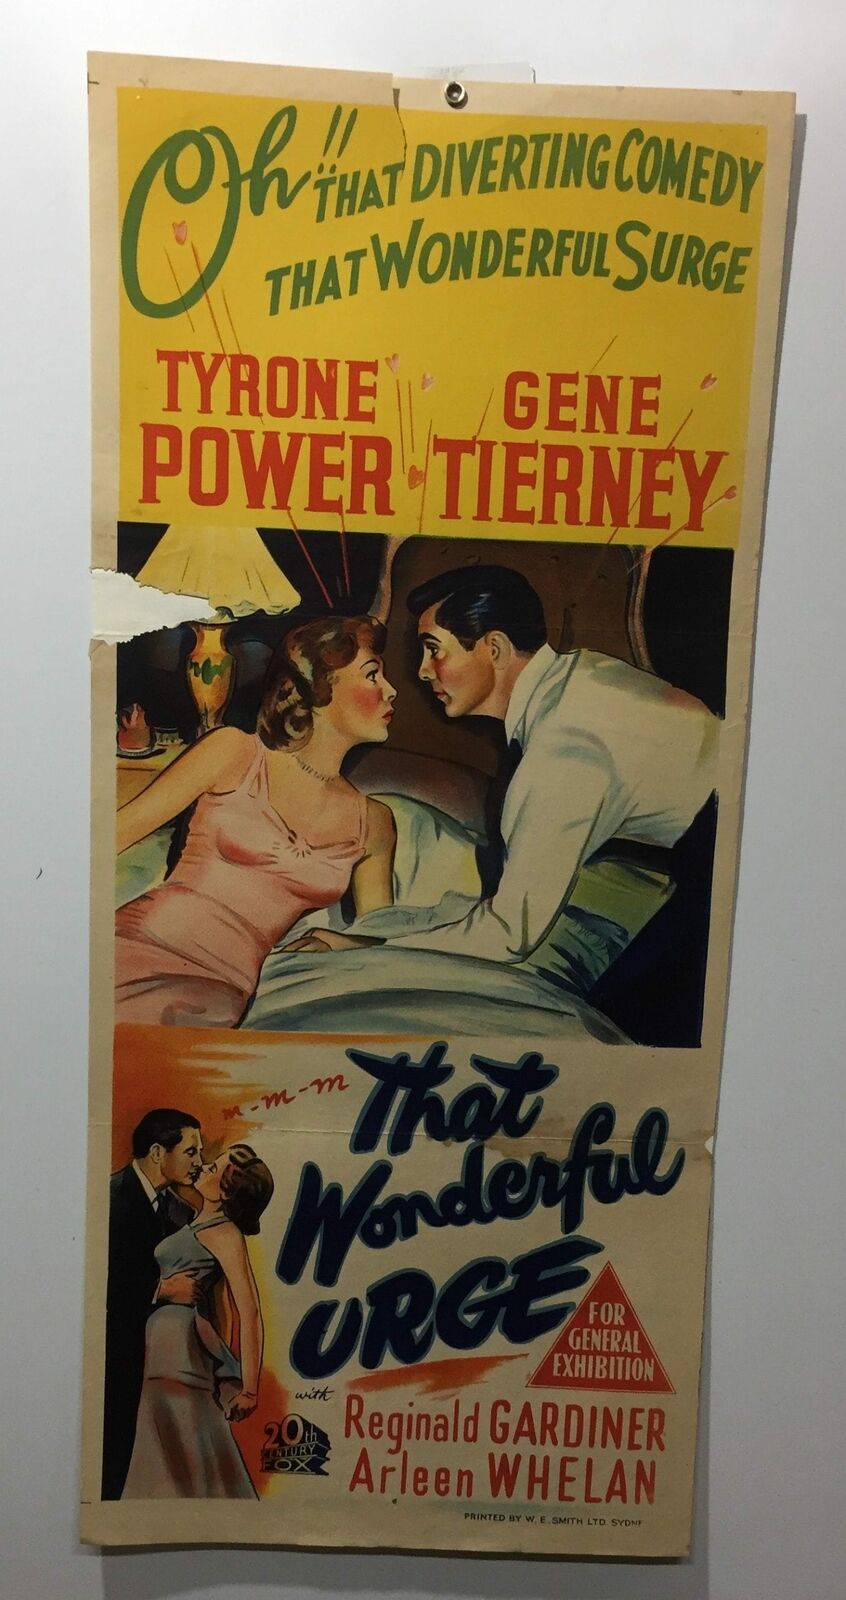 Oh!! THAT DIVERTING COMEDY
THAT WONDERFUL SURGE
TYRONE POWER
GENE TIERNEY
m-m-m
That
Wonderful
URGE
FOR
GENERAL
EXHIBITION
with
Reginald GARDINER
Arleen WHELAN
20th
CENTURY
FOX
PRINTED BY W. E. SMITH LTD. SYDNE